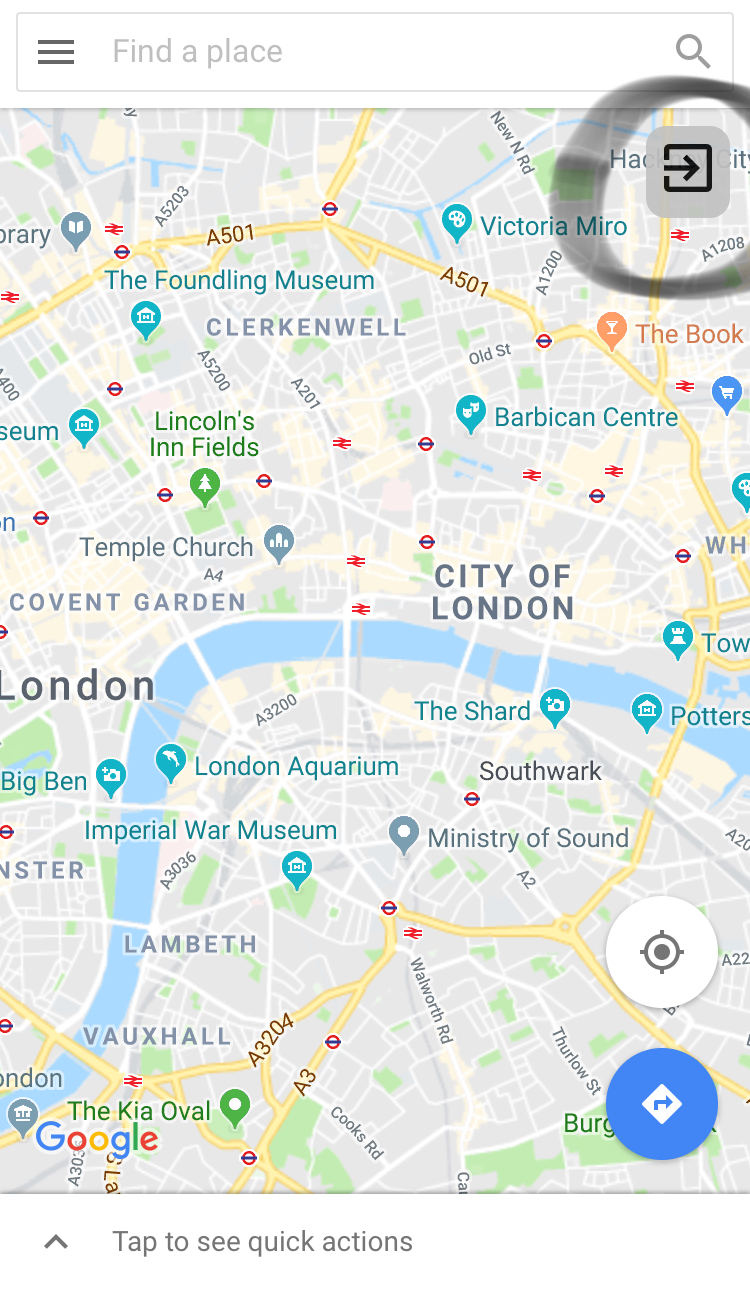 Find a place
New N Rd
A5203
A501
Victoria Miro
A1208
A501
A1200
The Foundling Museum
CLERKENWELL
Old St
The Book
A5200
A201
Lincoln's
Inn Fields
Barbican Centre
Temple Church
A4
CITY OF
LONDON
COVENT GARDEN
London
A3200
The Shard
Big Ben
London Aquarium
Southwark
Imperial War Museum
Ministry of Sound
A3036
A2
LAMBETH
Walworth Rd
VAUXHALL
A3204
Thurlow St
A3
The Kia Oval
Cooks Rd
Google
Tap to see quick actions